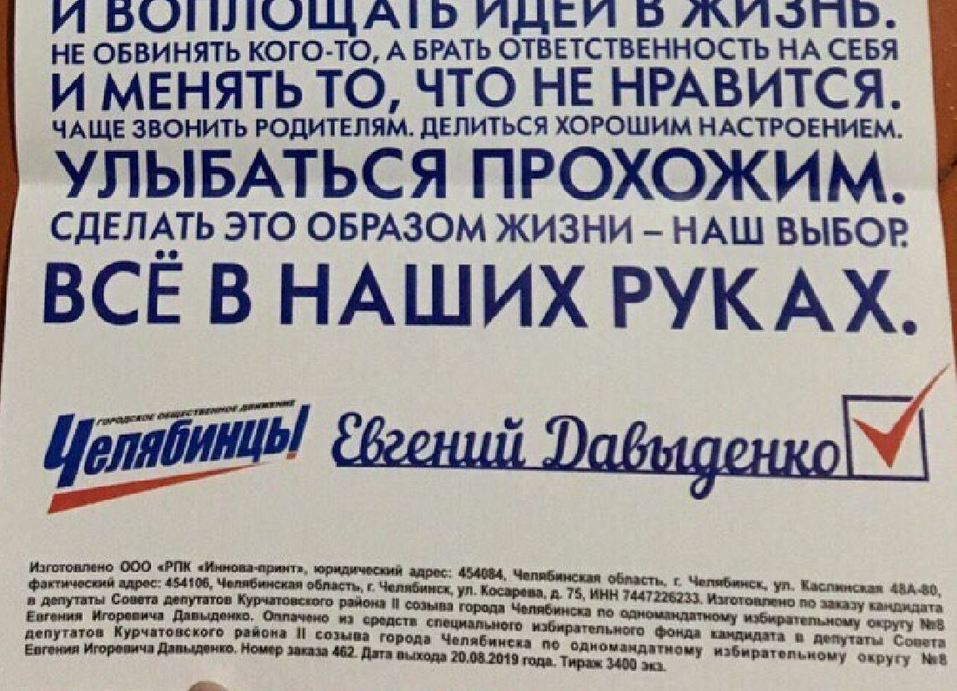 И ВОПЛОЩАТЬ ИДЕИ В ЖИЗНЬ.
НЕ ОБВИНЯТЬ КОГО-ТО, А БРАТЬ ОТВЕТСТВЕННОСТЬ НА СЕБЯ
И МЕНЯТЬ ТО, ЧТО НЕ НРАВИТСЯ.
ЧАЩЕ ЗВОНИТЬ РОДИТЕЛЯМ. ДЕЛИТЬСЯ ХОРОШИМ НАСТРОЕНИЕМ.
УЛЫБАТЬСЯ ПРОХОЖИМ.
СДЕЛАТЬ ЭТО ОБРАЗОМ ЖИЗНИ – НАШ ВЫБОР.
ВСЁ В НАШИХ РУКАХ.
ГОРОДСКОЕ ОБЩЕСТВЕННОЕ ДВИЖЕНИЕ
Челябинцы!
Евгений Давыденко
Изготовлено ООО «РПК «Иннова-принт», юридический адрес: 454084, Челябинская область, г. Челябинск, ул. Каслинская 48А-80,
фактический адрес: 454106, Челябинская область, г. Челябинск, ул. Косарева, д. 75, ИНН 7447226233. Изготовлено по заказу кандидата
в депутаты Совета депутатов Курчатовского района II созыва города Челябинска по одномандатному избирательному округу №8
Евгения Игоревича Давыденко. Оплачено из средств специального избирательного фонда кандидата в депутаты Совета
депутатов Курчатовского района II созыва города Челябинска по одномандатному избирательному округу №8
Евгения Игоревича Давыденко. Номер заказа 462. Дата выхода 20.08.2019 года. Тираж 3400 экз.